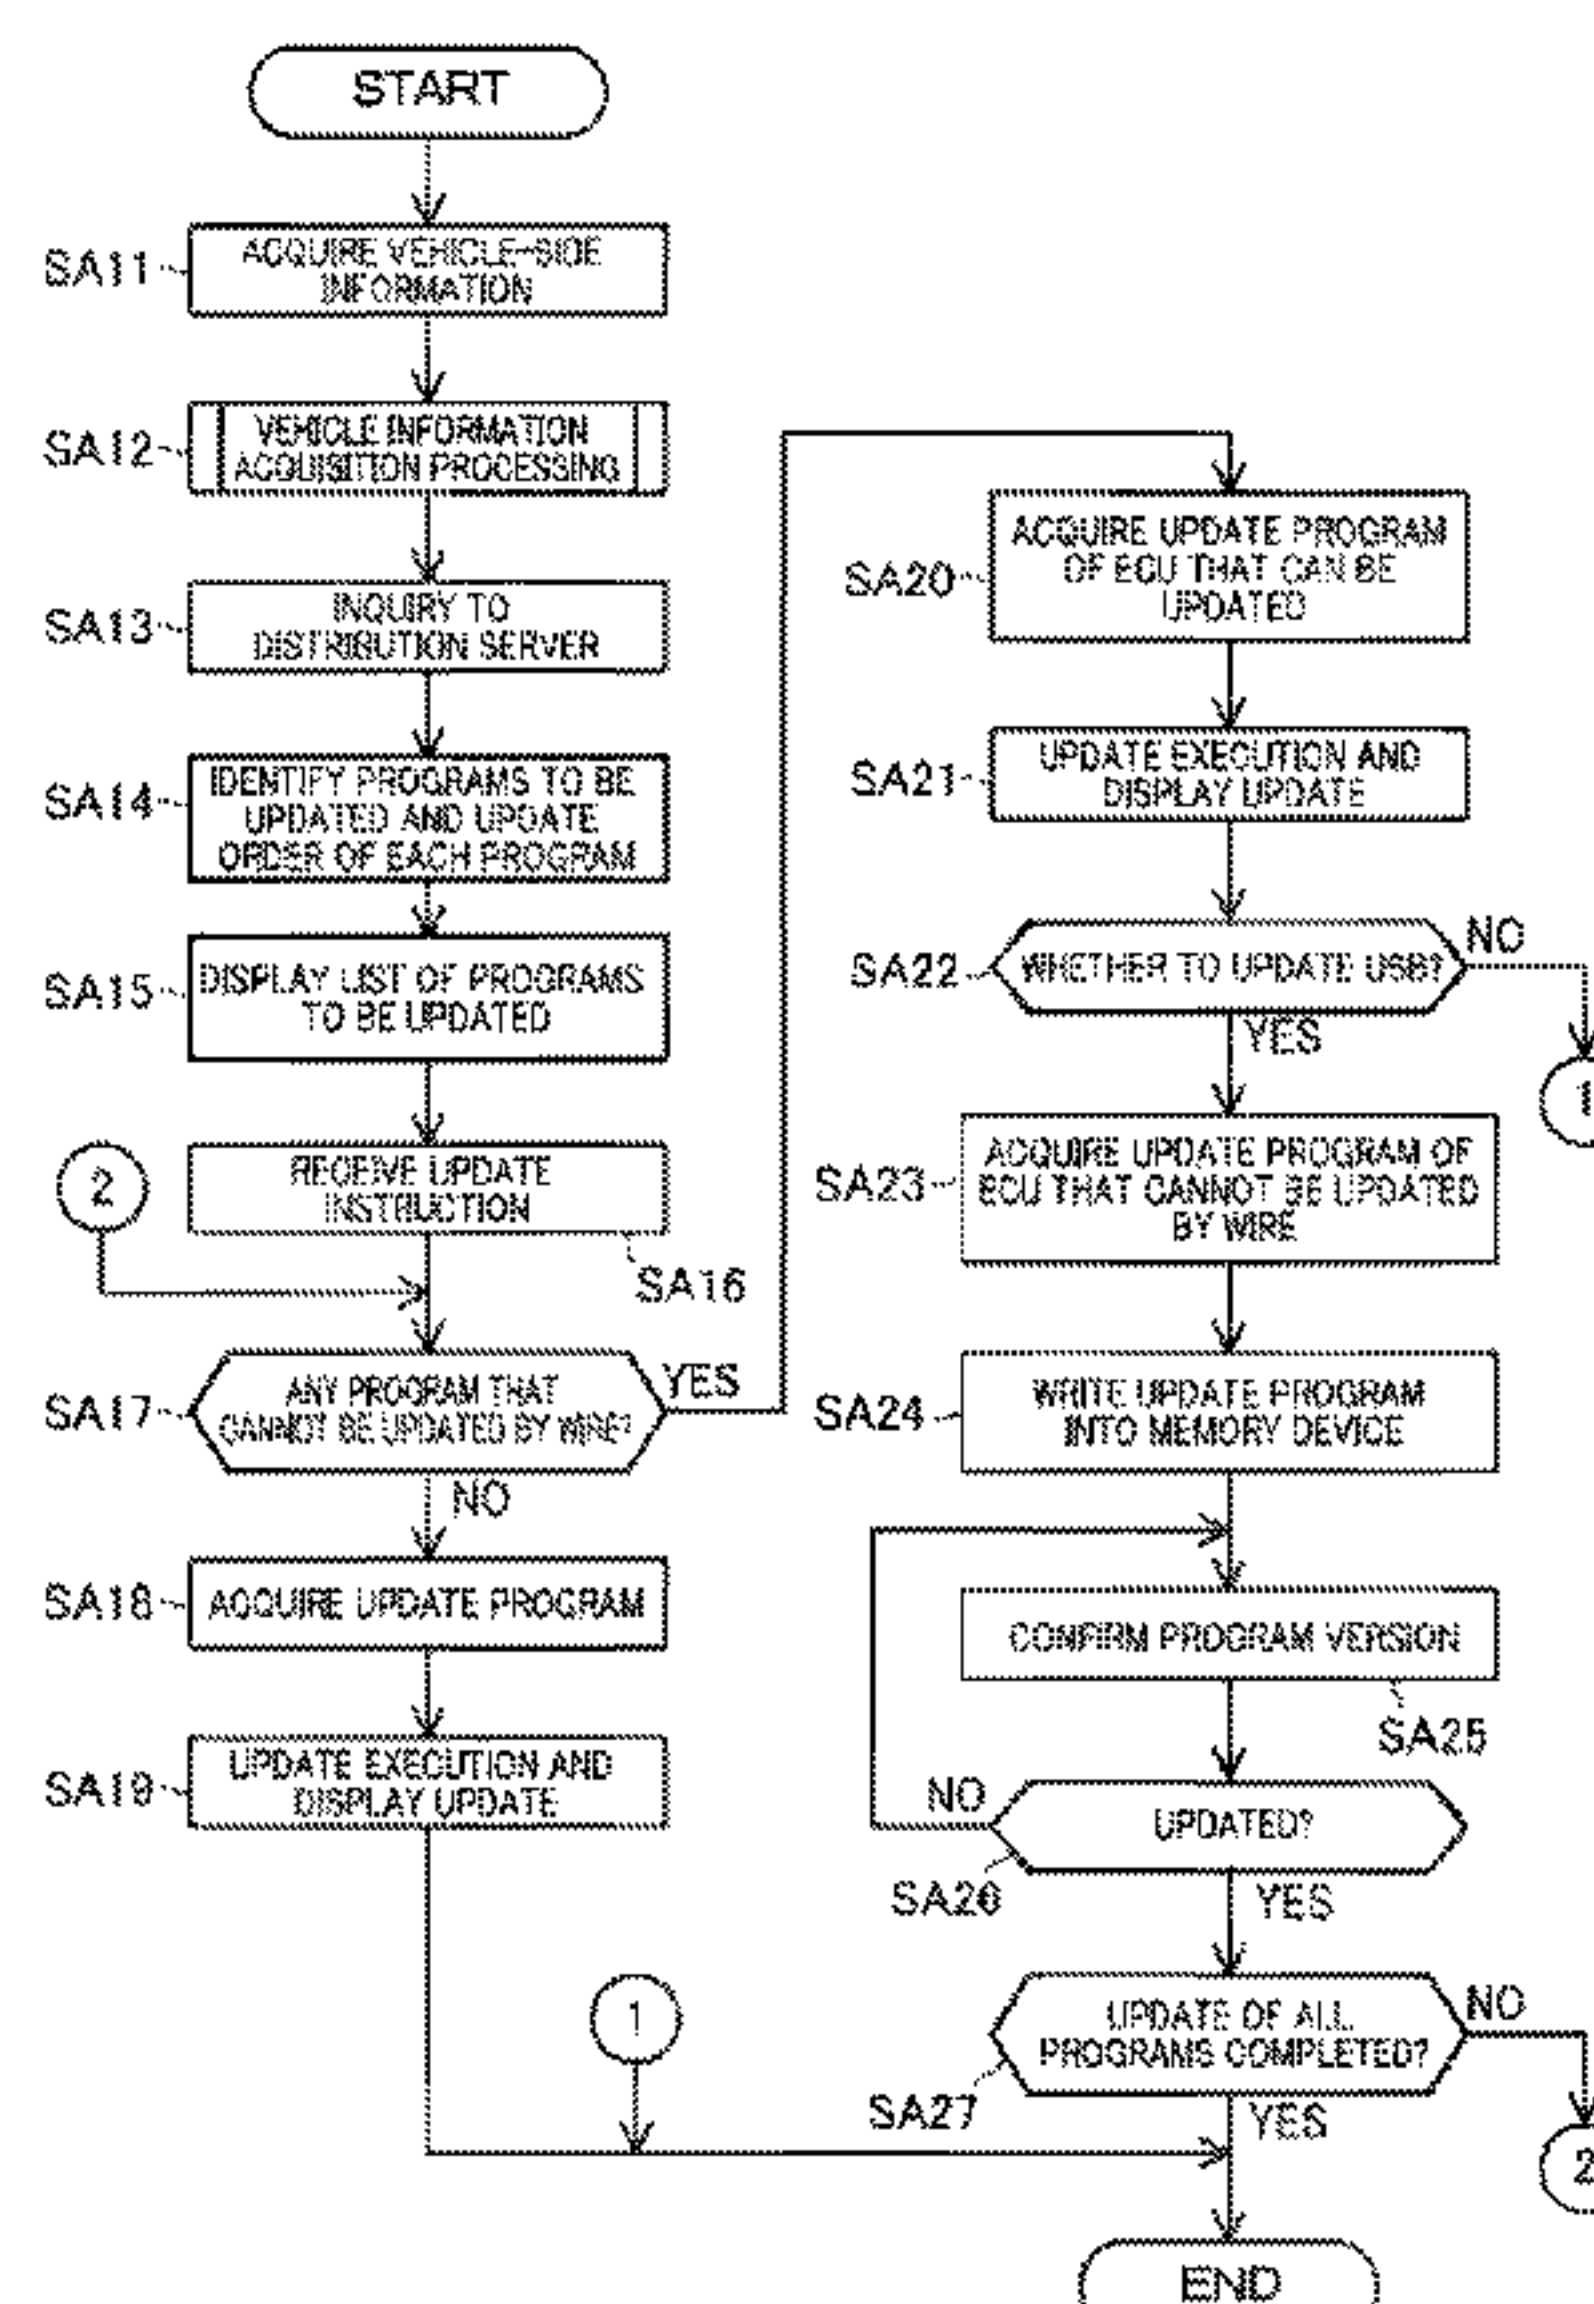 START
SA11
ACQUIRE VEHICLE-SIDE
INFORMATION
SA12
VEHICLE INFORMATION
ACQUISITION PROCESSING
SA13
INQUIRY TO
DISTRIBUTION SERVER
SA14
IDENTIFY PROGRAMS TO BE
UPDATED AND UPDATE
ORDER OF EACH PROGRAM
SA15
DISPLAY LIST OF PROGRAMS
TO BE UPDATED
2
RECEIVE UPDATE
INSTRUCTION
SA16
SA17
ANY PROGRAM THAT
CANNOT BE UPDATED BY WIRE?
YES
NO
SA18
ACQUIRE UPDATE PROGRAM
SA19
UPDATE EXECUTION AND
DISPLAY UPDATE
1
SA20
ACQUIRE UPDATE PROGRAM
OF ECU THAT CAN BE
UPDATED
SA21
UPDATE EXECUTION AND
DISPLAY UPDATE
SA22
WHETHER TO UPDATE USB?
NO
YES
1
SA23
ACQUIRE UPDATE PROGRAM OF
ECU THAT CANNOT BE UPDATED
BY WIRE
SA24
WRITE UPDATE PROGRAM
INTO MEMORY DEVICE
CONFIRM PROGRAM VERSION
SA25
NO
UPDATED?
SA26
YES
UPDATE OF ALL
PROGRAMS COMPLETED?
NO
SA27
YES
2
END